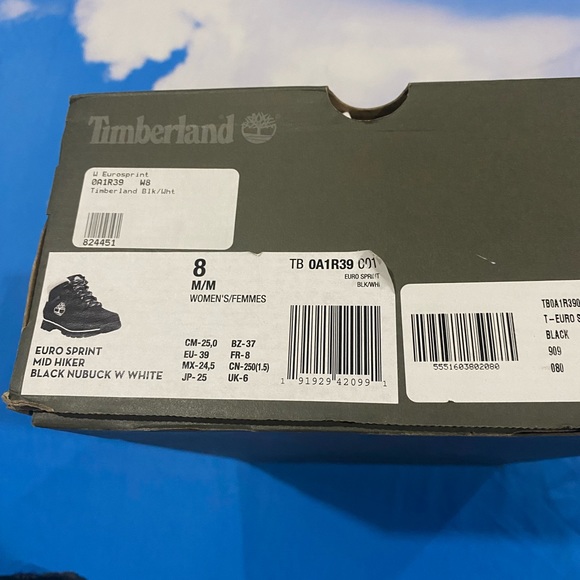 Timberland
W Eurosprint
0A1R39 W8
Timberland Blk/Wht
824451
8
M/M
WOMEN'S/FEMMES
TB 0A1R39 001
EURO SPRINT
BLK/WHI
EURO SPRINT
MID HIKER
BLACK NUBUCK W WHITE
CM-25,0 BZ-37
EU-39 FR-8
MX-24,5 CN-250(1.5)
JP-25 UK-6
1 91929 42099 1
5551603802080
TB0A1R390
T-EURO S
BLACK
909
080